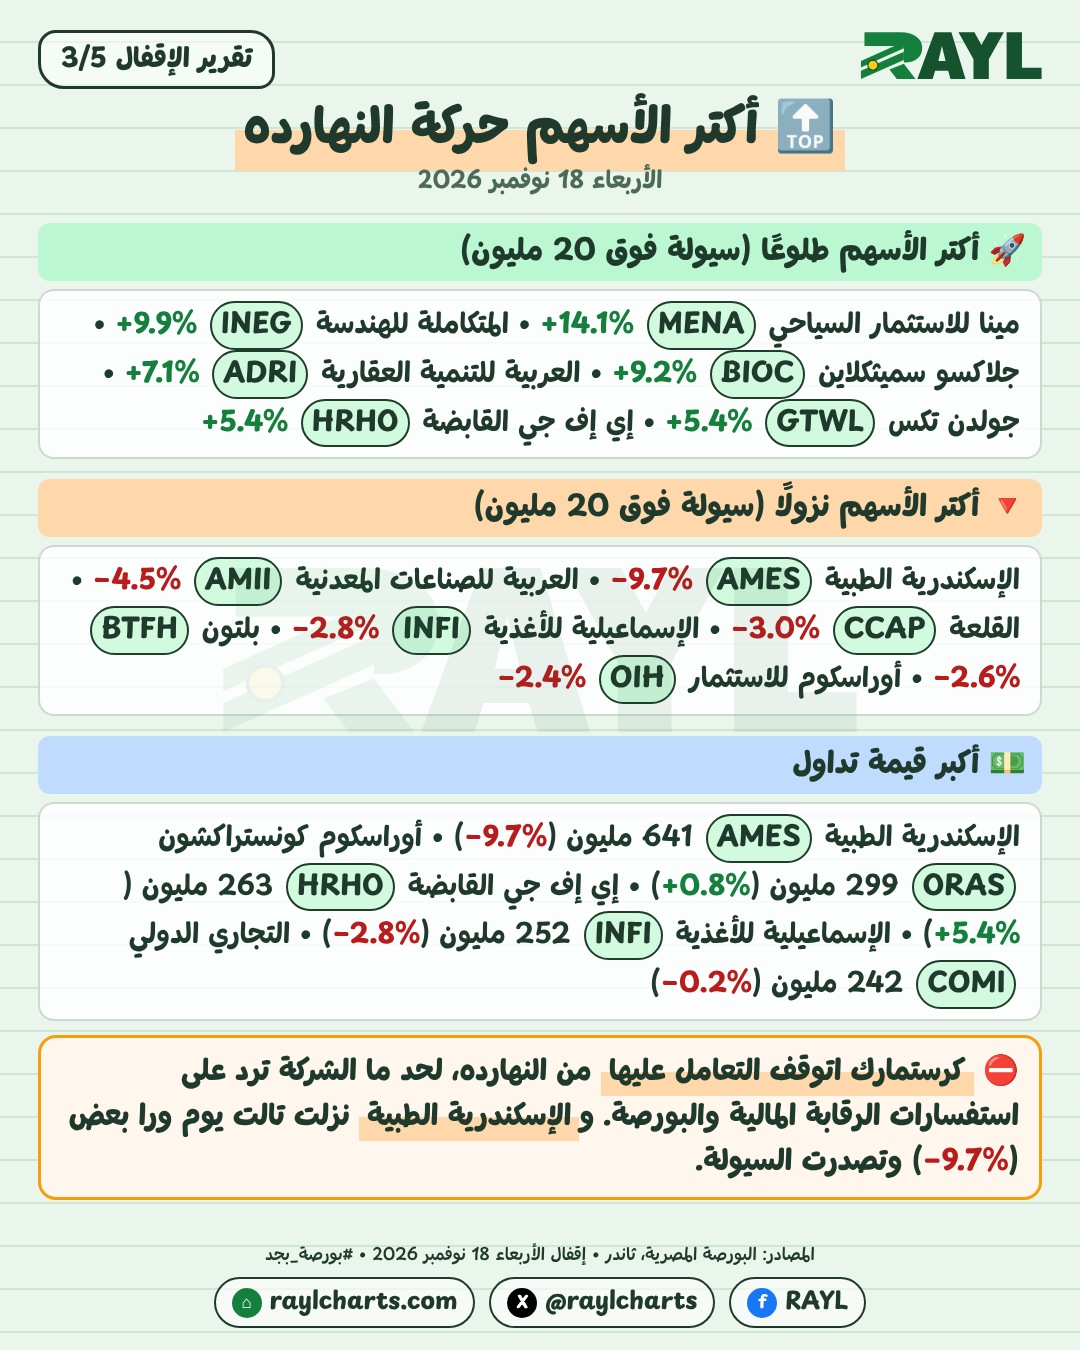 RAYL
تقرير الإقفال 3/5
🔝 أكتر الأسهم حركة النهارده
الأربعاء 18 نوفمبر 2026
🚀 أكتر الأسهم طلوعًا (سيولة فوق 20 مليون)
مينا للاستثمار السياحي MENA +14.1% • المتكاملة للهندسة INEG +9.9% •
جلاكسو سميثكلاين BIOC +9.2% • العربية للتنمية العقارية ADRI +7.1% •
جولدن تكس GTWL +5.4% • إي إف جي القابضة HRHO +5.4%
🔻 أكتر الأسهم نزولًا (سيولة فوق 20 مليون)
الإسكندرية الطبية AMES −9.7% • العربية للصناعات المعدنية AMII −4.5% •
القلعة CCAP −3.0% • الإسماعيلية للأغذية INFI −2.8% • بلتون BTFH
−2.6% • أوراسكوم للاستثمار OIH −2.4%
💵 أكبر قيمة تداول
الإسكندرية الطبية AMES 641 مليون (−9.7%) • أوراسكوم كونستراكشون
ORAS 299 مليون (+0.8%) • إي إف جي القابضة HRHO 263 مليون (
+5.4%) • الإسماعيلية للأغذية INFI 252 مليون (−2.8%) • التجاري الدولي
COMI 242 مليون (−0.2%)
⛔ كرستمارك اتوقف التعامل عليها من النهارده، لحد ما الشركة ترد على
استفسارات الرقابة المالية والبورصة. و الإسكندرية الطبية نزلت تالت يوم ورا بعض
(−9.7%) وتصدرت السيولة.
المصادر: البورصة المصرية، ثاندر • إقفال الأربعاء 18 نوفمبر 2026 • #بورصة_بجد
raylcharts.com @raylcharts RAYL